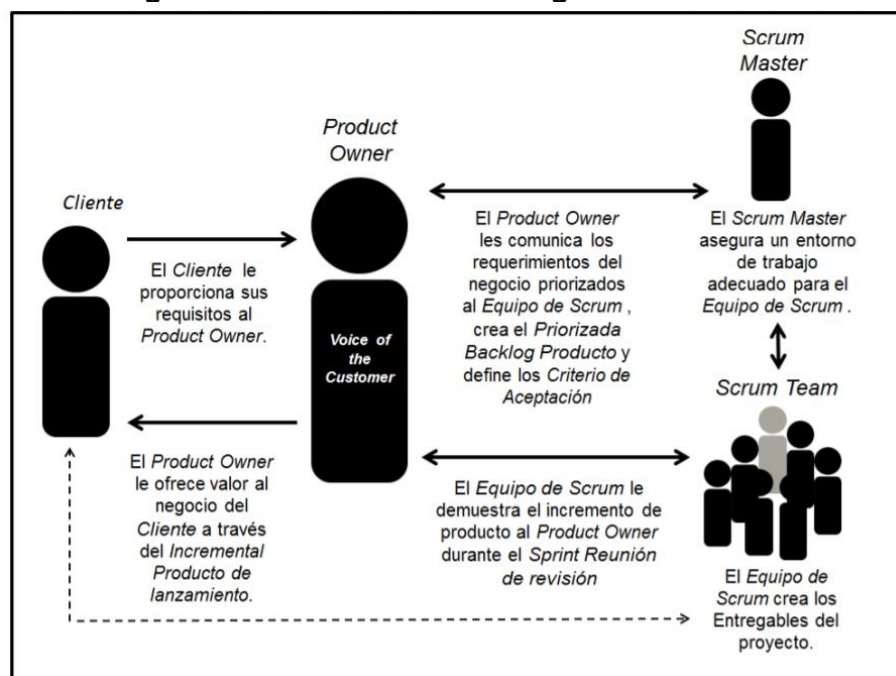 Scrum
Master
Product
Owner
Cliente
El Cliente le
proporciona sus
requisitos al
Product Owner.
Voice of
the
Customer
El Product Owner
les comunica los
requerimientos del
negocio priorizados
al Equipo de Scrum ,
crea el Priorizada
Backlog Producto y
define los Criterio de
Aceptación
El Scrum Master
asegura un entorno
de trabajo
adecuado para el
Equipo de Scrum .
Scrum Team
El Product Owner
le ofrece valor al
negocio del
Cliente a través
del Incremental
Producto de
lanzamiento.
El Equipo de Scrum le
demuestra el incremento de
producto al Product Owner
durante el Sprint Reunión
de revisión
El Equipo de
Scrum crea los
Entregables del
proyecto.